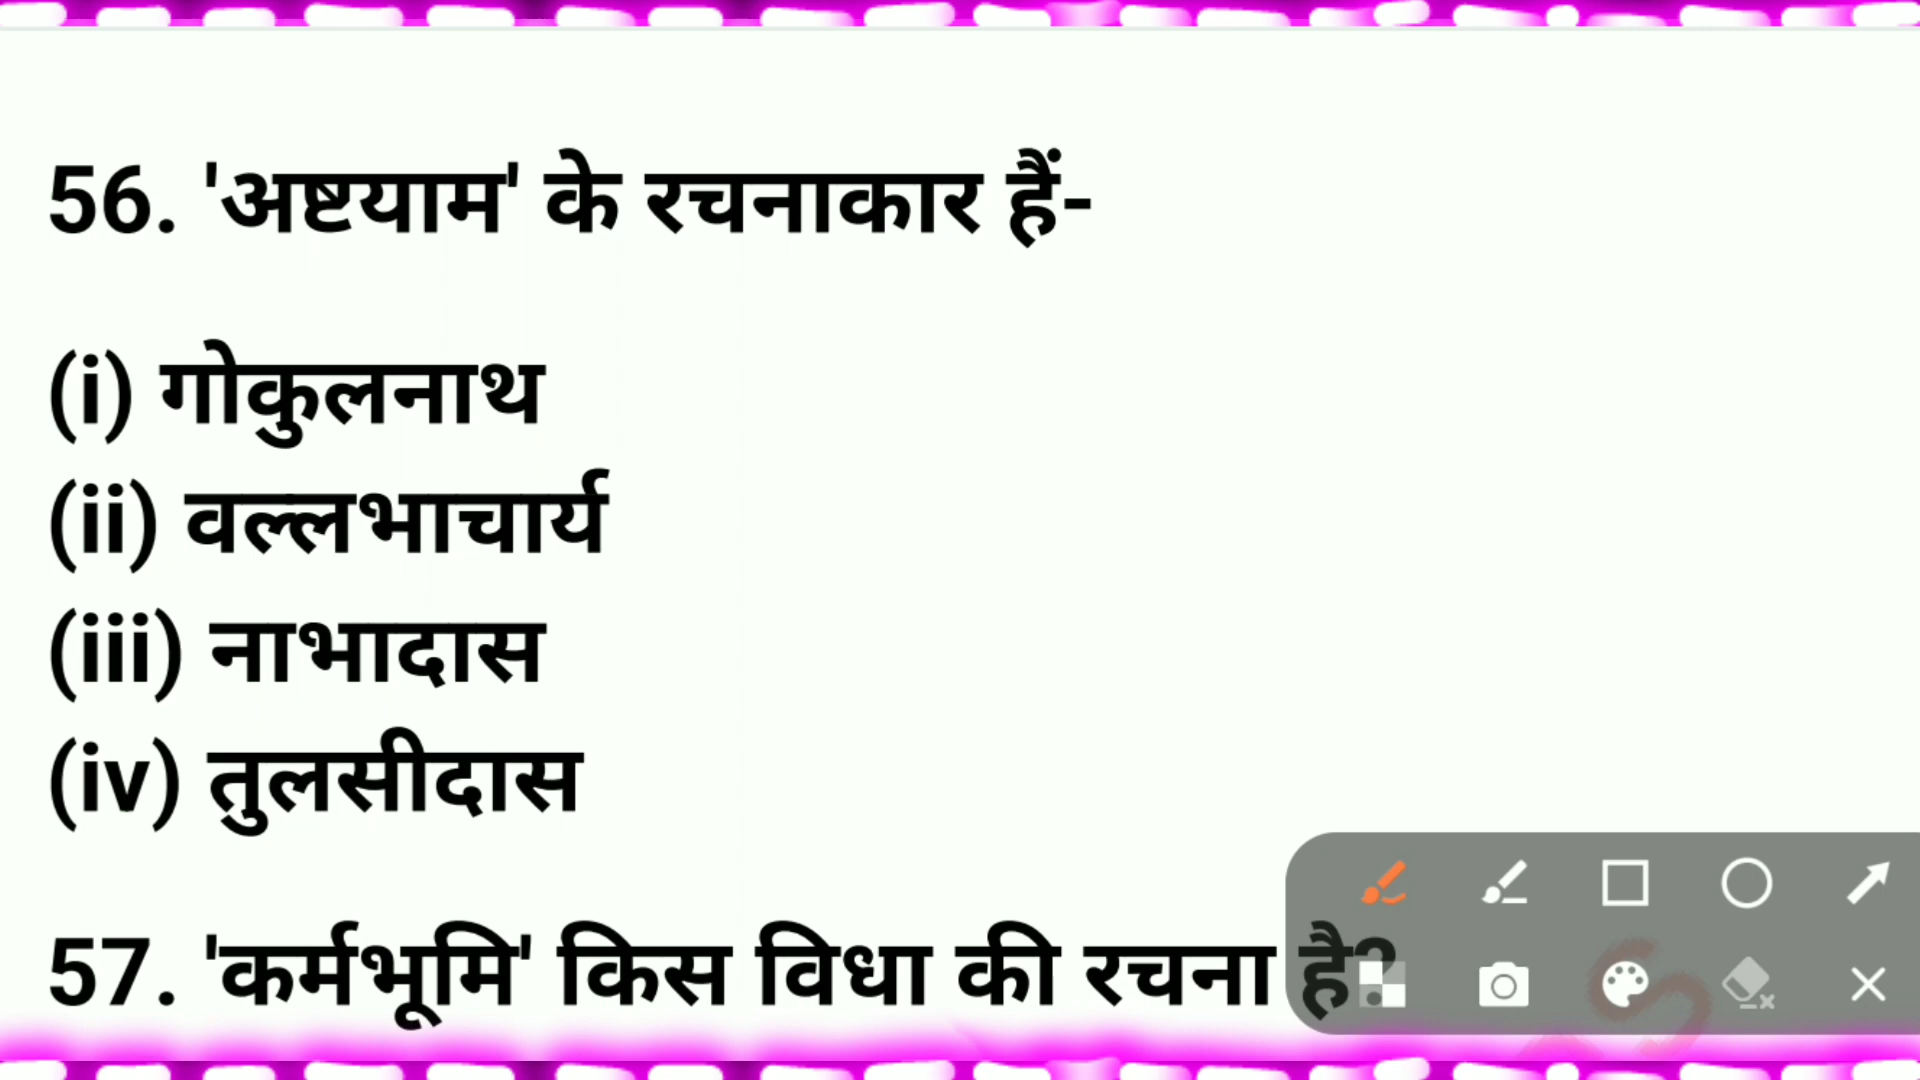 56. 'अष्टयाम' के रचनाकार हैं-
(i) गोकुलनाथ
(ii) वल्लभाचार्य
(iii) नाभादास
(iv) तुलसीदास
57. 'कर्मभूमि' किस विधा की रचना है?